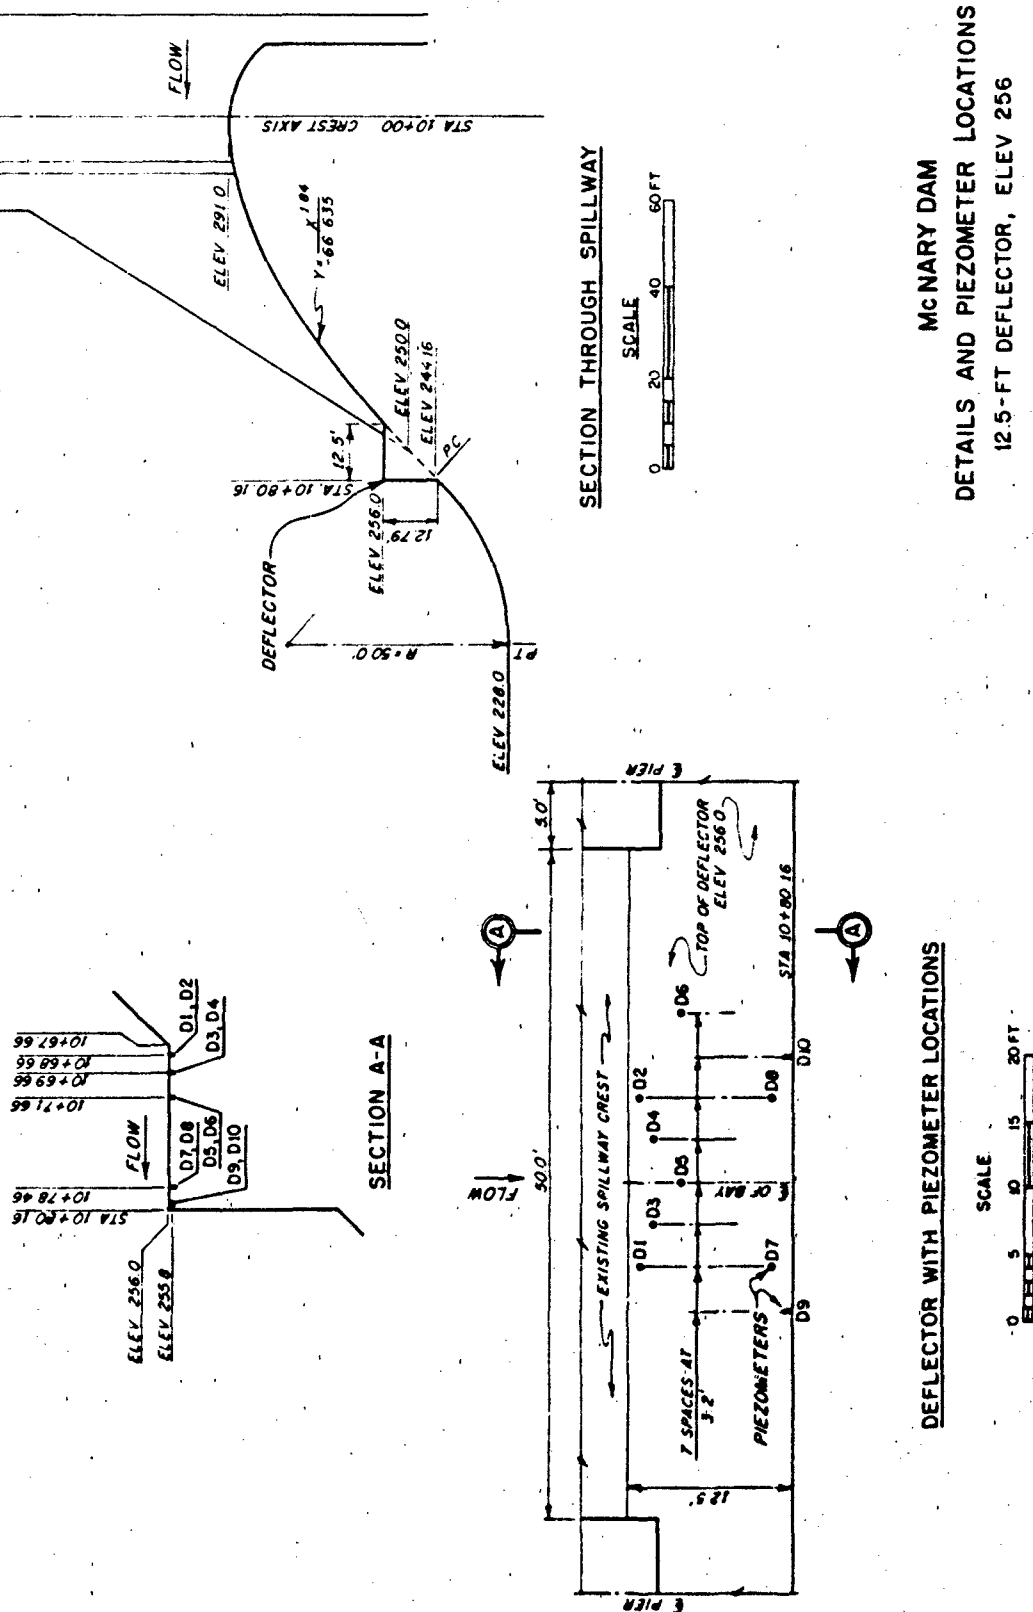 FLOW
STA 10+00 CREST AXIS
ELEV 291.0
Y = X 1.84
-66 635
ELEV 250.0
ELEV 244.16
PC
12.5'
STA. 10+80.16
DEFLECTOR
ELEV 256.0
12.79'
R=50.0'
PT
ELEV 228.0
SECTION THROUGH SPILLWAY
SCALE
0 20 40 60 FT
McNARY DAM
DETAILS AND PIEZOMETER LOCATIONS
12.5-FT DEFLECTOR, ELEV 256
10+67.66
10+68 66
10+69 66
10+71.66
10+78.46
STA 10+80.16
FLOW
D1, D2
D3, D4
D7, D8
D5, D6
D9, D10
ELEV 256.0
ELEV 255.8
SECTION A-A
FLOW
50.0'
5.0'
℄ PIER
A
EXISTING SPILLWAY CREST
TOP OF DEFLECTOR
ELEV 256.0
STA 10+80 16
D1
D2
D3
D4
D5
D6
D7
D8
D9
D10
℄ OF BAY
7 SPACES AT
3.2'
PIEZOMETERS
12.5'
℄ PIER
A
DEFLECTOR WITH PIEZOMETER LOCATIONS
SCALE
0 5 10 15 20 FT